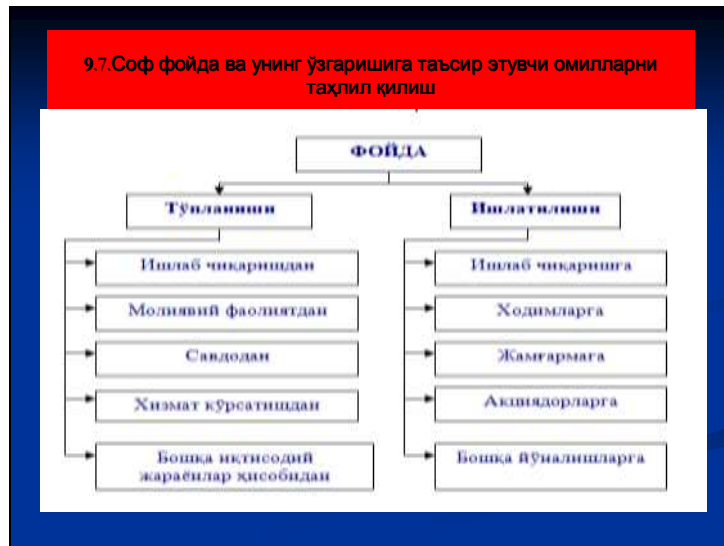 9.7.Соф фойда ва унинг ўзгаришига таъсир этувчи омилларни
таҳлил қилиш
ФОЙДА
Тўпланиши
Ишлаб чиқаришдан
Молиявий фаолиятдан
Савдодан
Хизмат кўрсатишдан
Бошқа иқтисодий
жараёнлар ҳисобидан
Ишлатилиши
Ишлаб чиқаришга
Ходимларга
Жамғармага
Акциядорларга
Бошқа йўналишларга